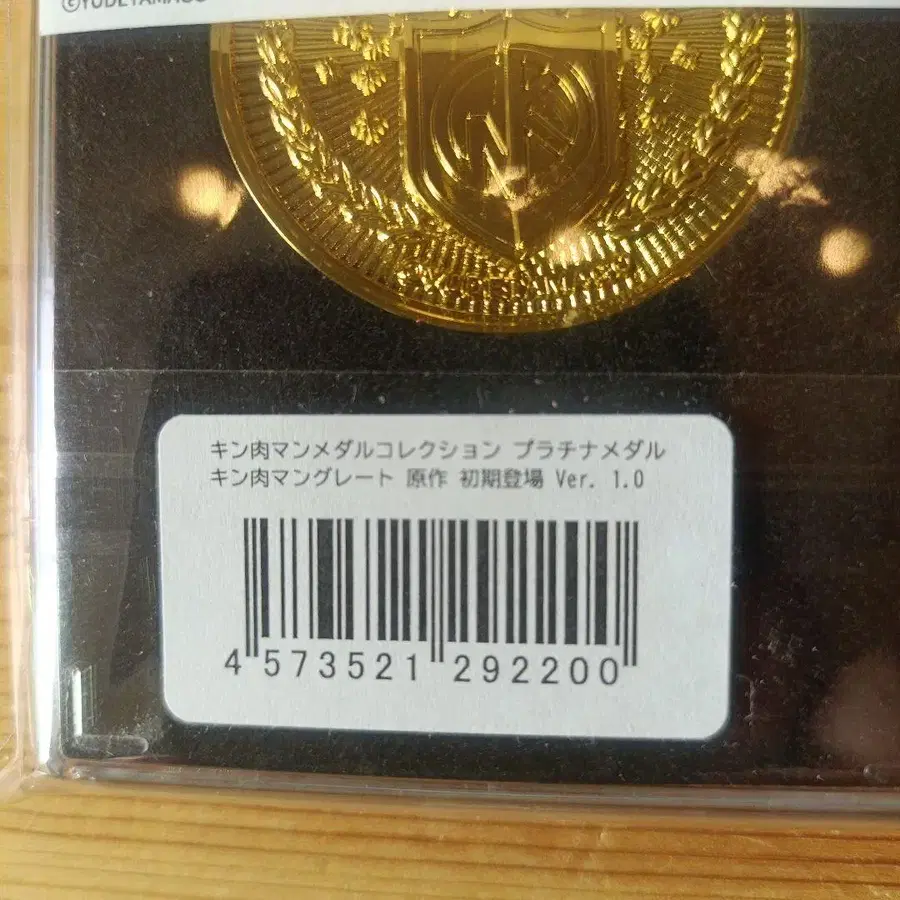 ©YUDETAMAGO
キン肉マンメダルコレクション プラチナメダル
キン肉マングレート 原作 初期登場 Ver. 1.0
4 573521 292200